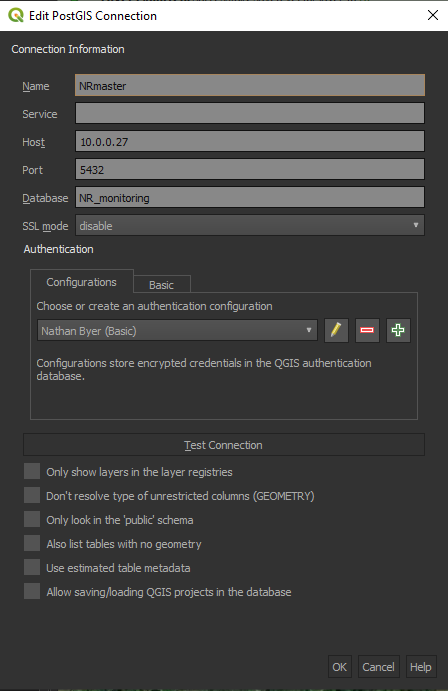 Edit PostGIS Connection
Connection Information
Name NRmaster
Service
Host 10.0.0.27
Port 5432
Database NR_monitoring
SSL mode disable
Authentication
Configurations Basic
Choose or create an authentication configuration
Nathan Byer (Basic)
Configurations store encrypted credentials in the QGIS authentication
database.
Test Connection
Only show layers in the layer registries
Don't resolve type of unrestricted columns (GEOMETRY)
Only look in the 'public' schema
Also list tables with no geometry
Use estimated table metadata
Allow saving/loading QGIS projects in the database
OK Cancel Help